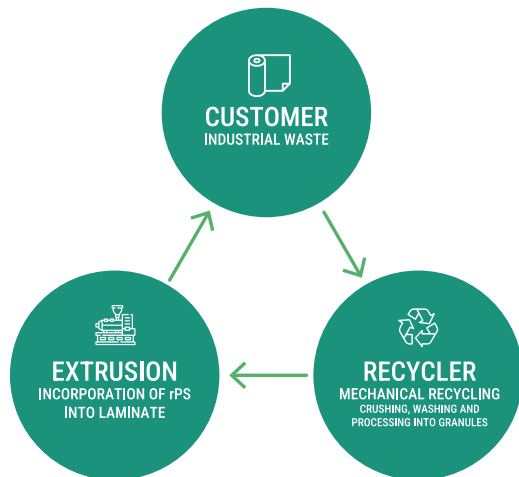 CUSTOMER
INDUSTRIAL WASTE
EXTRUSION
INCORPORATION OF rPS
INTO LAMINATE
RECYCLER
MECHANICAL RECYCLING
CRUSHING, WASHING AND
PROCESSING INTO GRANULES